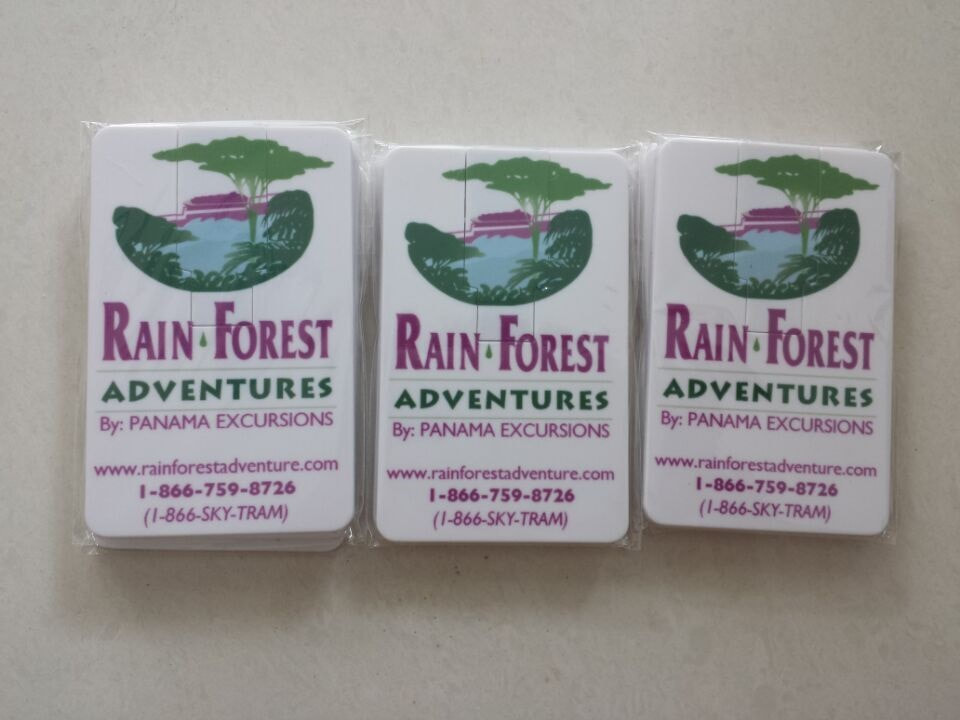 RAIN FOREST
ADVENTURES
By: PANAMA EXCURSIONS
www.rainforestadventure.com
1-866-759-8726
(1-866-SKY-TRAM)
RAIN FOREST
ADVENTURES
By: PANAMA EXCURSIONS
www.rainforestadventure.com
1-866-759-8726
(1-866-SKY-TRAM)
RAIN FOREST
ADVENTURES
By: PANAMA EXCURSIONS
www.rainforestadventure.com
1-866-759-8726
(1-866-SKY-TRAM)